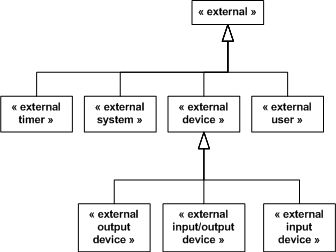 « external »
« external
timer »
« external
system »
« external
device »
« external
user »
« external
output
device »
« external
input/output
device »
« external
input
device »